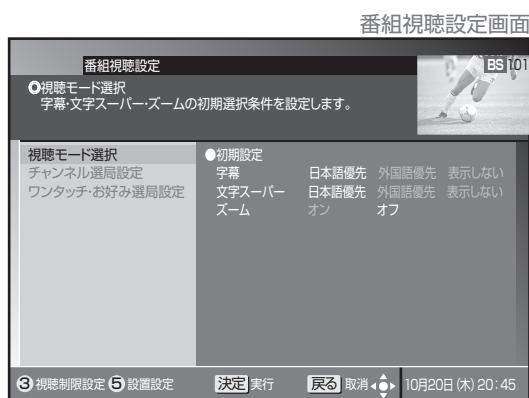 番組視聴設定画面
番組視聴設定
BS 101
視聴モード選択
字幕・文字スーパー・ズームの初期選択条件を設定します。
視聴モード選択
チャンネル選局設定
ワンタッチ・お好み選局設定
●初期設定
字幕 日本語優先 外国語優先 表示しない
文字スーパー 日本語優先 外国語優先 表示しない
ズーム オン オフ
③視聴制限設定 ⑤設置設定 決定 実行 戻る 取消 10月20日(木)20:45